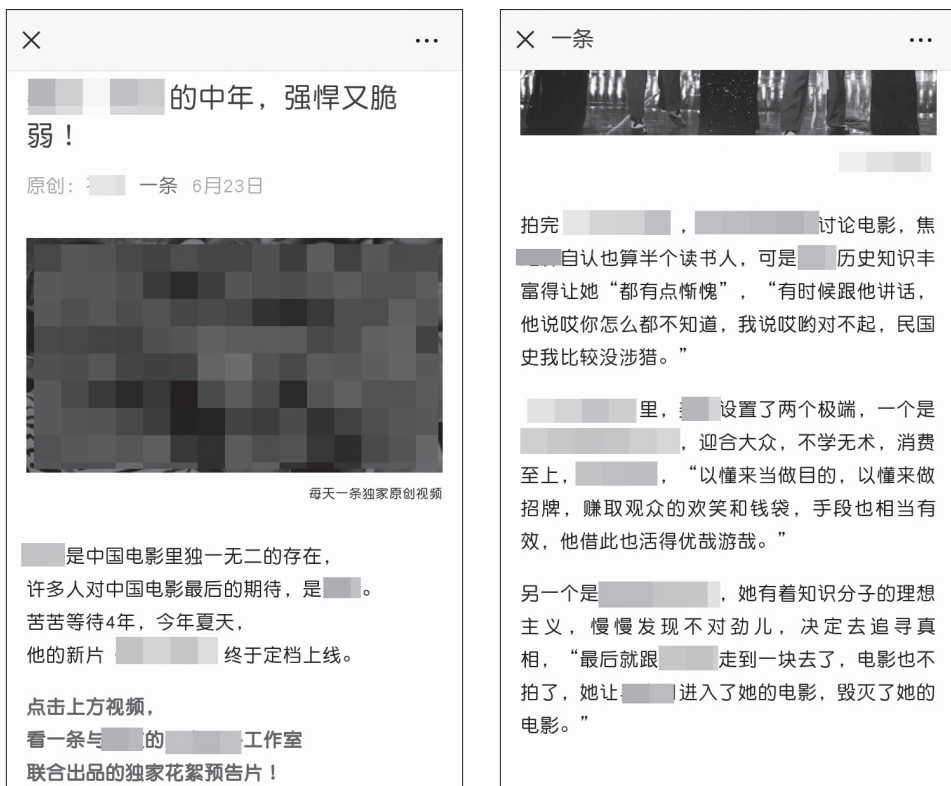 的中年，强悍又脆
弱！
原创： 一条 6月23日
每天一条独家原创视频
是中国电影里独一无二的存在，
许多人对中国电影最后的期待，是 。
苦苦等待4年，今年夏天，
他的新片 终于定档上线。
点击上方视频，
看一条与 的 工作室
联合出品的独家花絮预告片！
一条
拍完 ， 讨论电影，焦
自认也算半个读书人，可是 历史知识丰
富得让她“都有点惭愧”，“有时候跟他讲话，
他说哎你怎么都不知道，我说哎哟对不起，民国
史我比较没涉猎。”
里， 设置了两个极端，一个是
，迎合大众，不学无术，消费
至上， ，“以懂来当做目的，以懂来做
招牌，赚取观众的欢笑和钱袋，手段也相当有
效，他借此也活得优哉游哉。”
另一个是 ，她有着知识分子的理想
主义，慢慢发现不对劲儿，决定去追寻真
相，“最后就跟 走到一块去了，电影也不
拍了，她让 进入了她的电影，毁灭了她的
电影。”